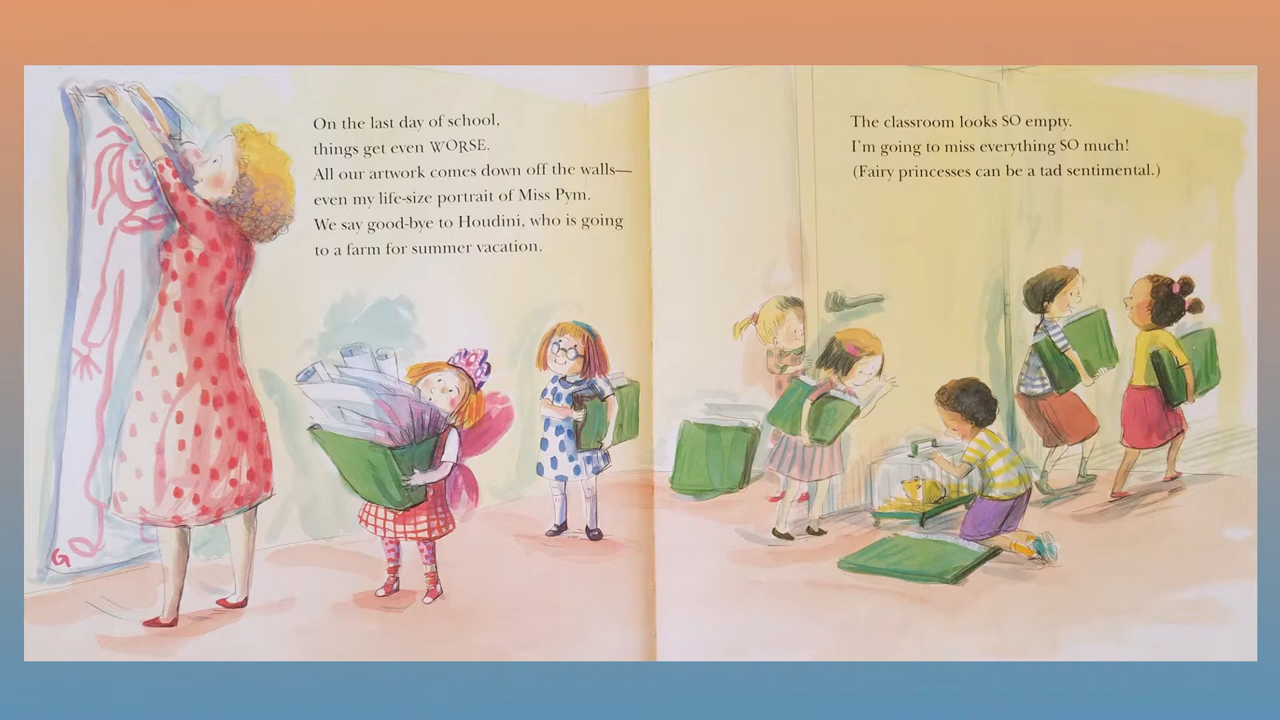 On the last day of school,
things get even WORSE.
All our artwork comes down off the walls—
even my life-size portrait of Miss Pym.
We say good-bye to Houdini, who is going
to a farm for summer vacation.
The classroom looks SO empty.
I'm going to miss everything SO much!
(Fairy princesses can be a tad sentimental.)
G